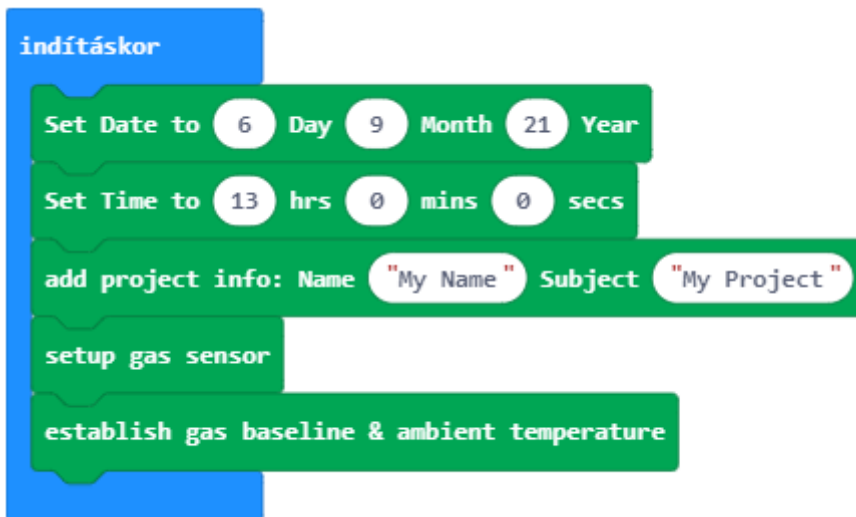 indításkor
Set Date to 6 Day 9 Month 21 Year
Set Time to 13 hrs 0 mins 0 secs
add project info: Name "My Name" Subject "My Project"
setup gas sensor
establish gas baseline & ambient temperature